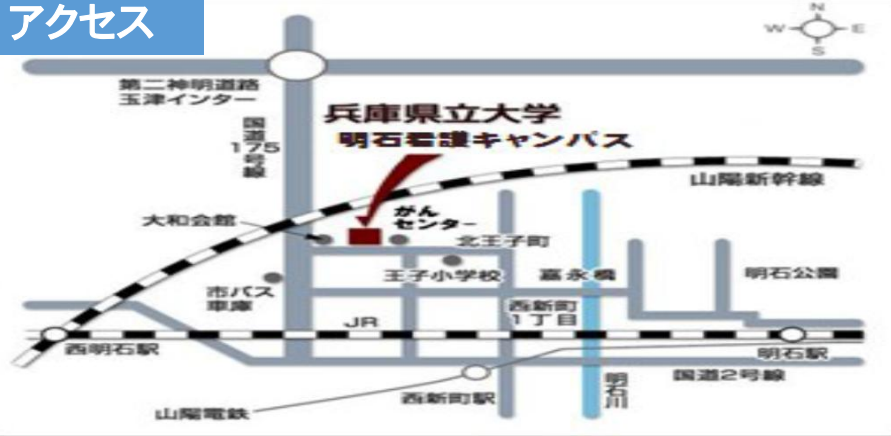 アクセス
N
W
E
S
第二神明道路
玉津インター
国道175号線
兵庫県立大学
明石看護キャンパス
山陽新幹線
大和会館
がん
センター
北王子町
王子小学校
嘉永橋
明石公園
市バス
車庫
西新町
1丁目
JR
西明石駅
明石駅
国道2号線
明石川
西新町駅
山陽電鉄